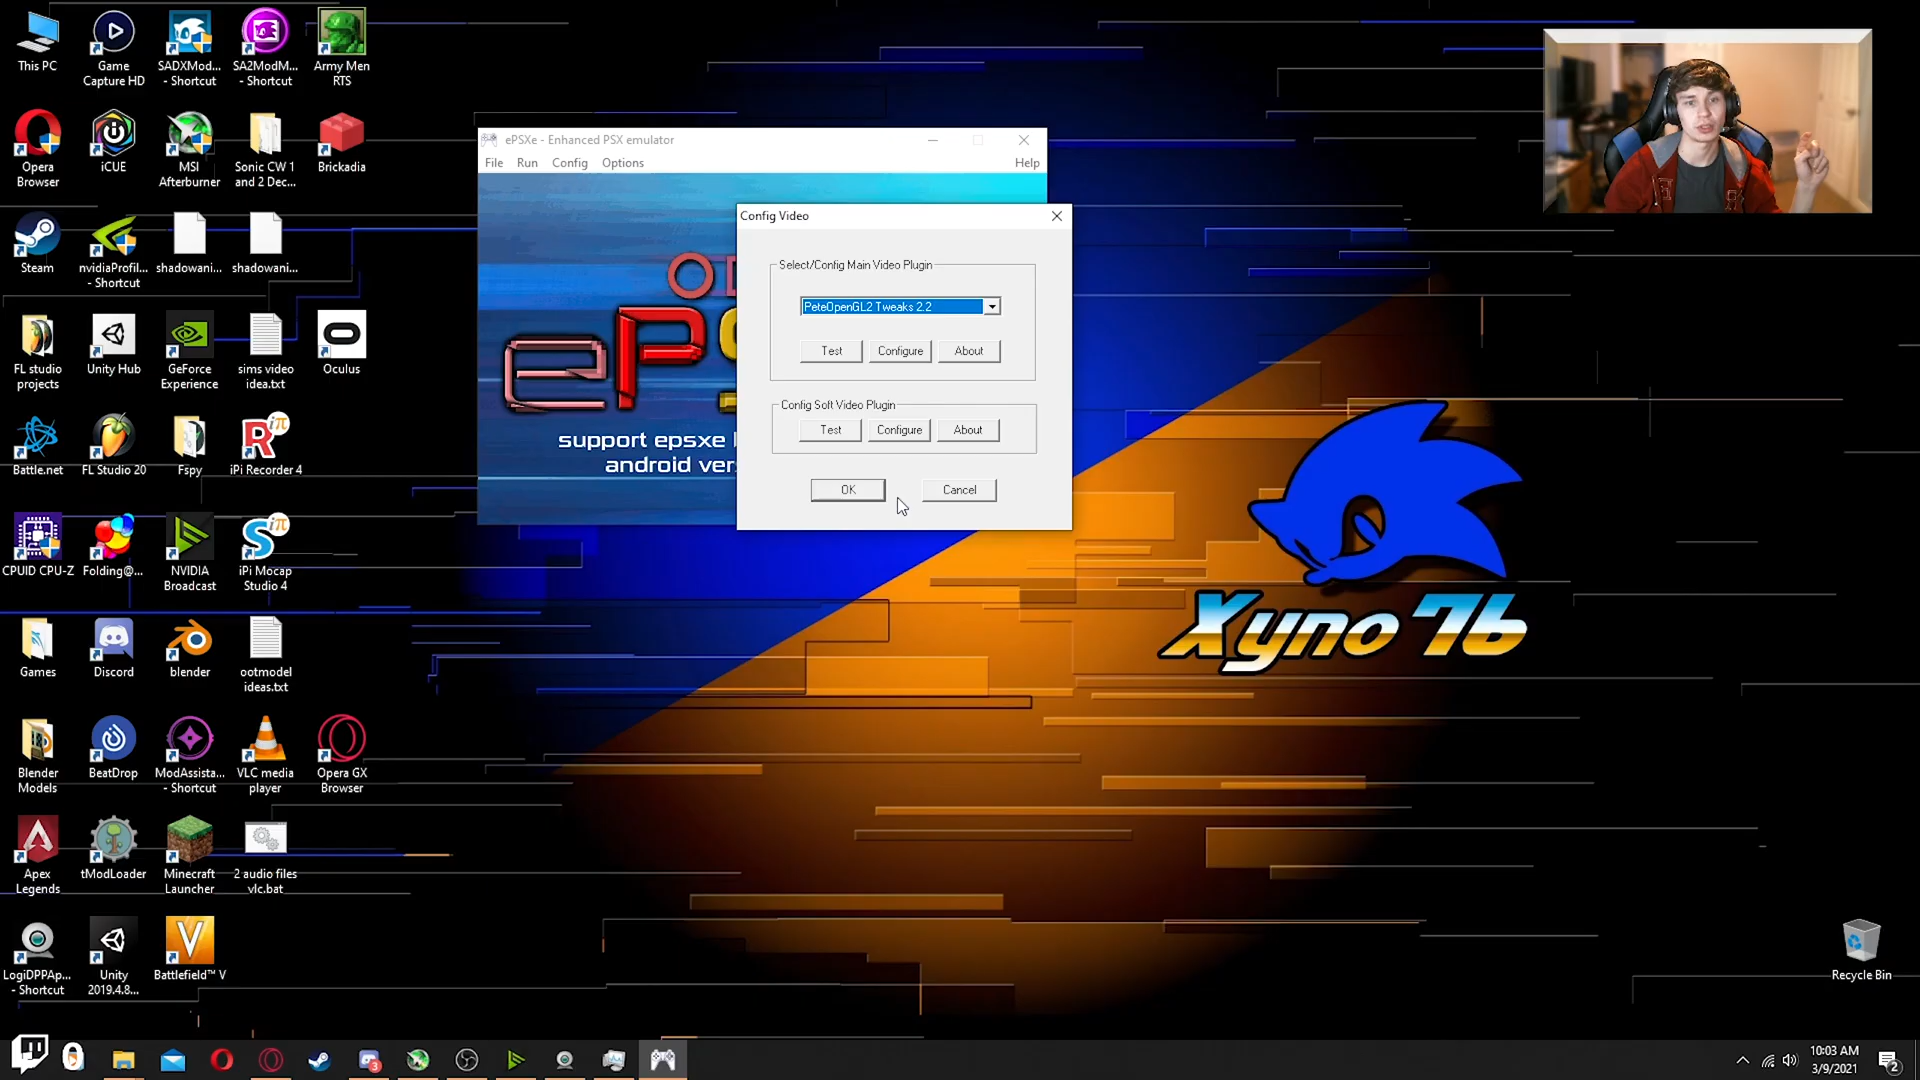 This PC
Game
Capture HD
SADXMod...
- Shortcut
SA2ModM...
- Shortcut
Army Men
RTS
Opera
Browser
iCUE
MSI
Afterburner
Sonic CW 1
and 2 Dec...
Brickadia
Steam
nvidiaProfil...
- Shortcut
shadowani...
shadowani...
FL studio
projects
Unity Hub
GeForce
Experience
sims video
idea.txt
Oculus
Battle.net
FL Studio 20
Fspy
iPi Recorder 4
CPUID CPU-Z
Folding@...
NVIDIA
Broadcast
iPi Mocap
Studio 4
Games
Discord
blender
ootmodel
ideas.txt
Blender
Models
BeatDrop
ModAssista...
- Shortcut
VLC media
player
Opera GX
Browser
Apex
Legends
tModLoader
Minecraft
Launcher
2 audio files
vlc.bat
LogiDPPAp...
- Shortcut
Unity
2019.4.8...
Battlefield™ V
ePSXe - Enhanced PSX emulator
File Run Config Options Help
ePS
support epsxe
android ver
Config Video
Select/Config Main Video Plugin
PeteOpenGL2 Tweaks 2.2
Test Configure About
Config Soft Video Plugin
Test Configure About
OK Cancel
Xyno 76
Recycle Bin
3
10:03 AM
3/9/2021
2